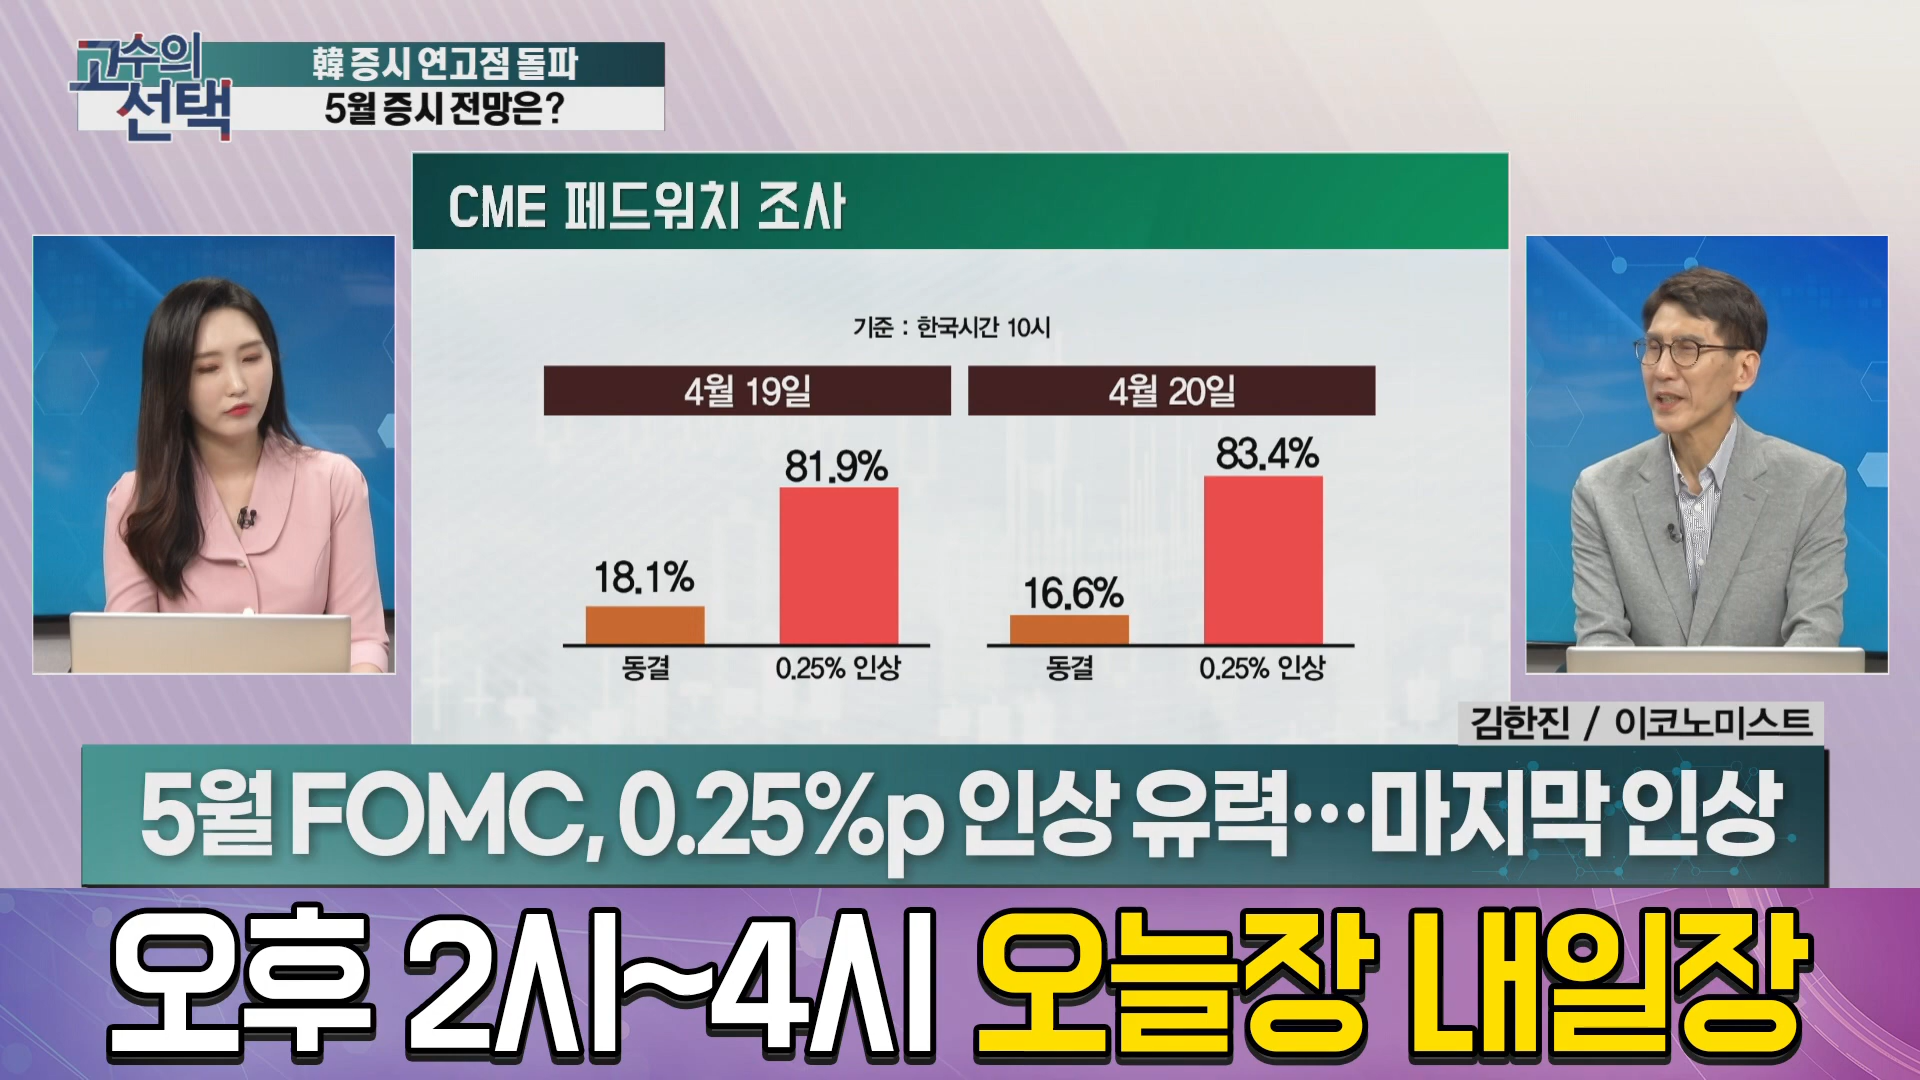 고수의
선택
韓 증시 연고점 돌파
5월 증시 전망은?
CME 페드워치 조사
기준 : 한국시간 10시
4월 19일
4월 20일
18.1%
81.9%
16.6%
83.4%
동결
0.25% 인상
동결
0.25% 인상
김한진 / 이코노미스트
5월 FOMC, 0.25%p 인상 유력…마지막 인상
오후 2시~4시 오늘장 내일장